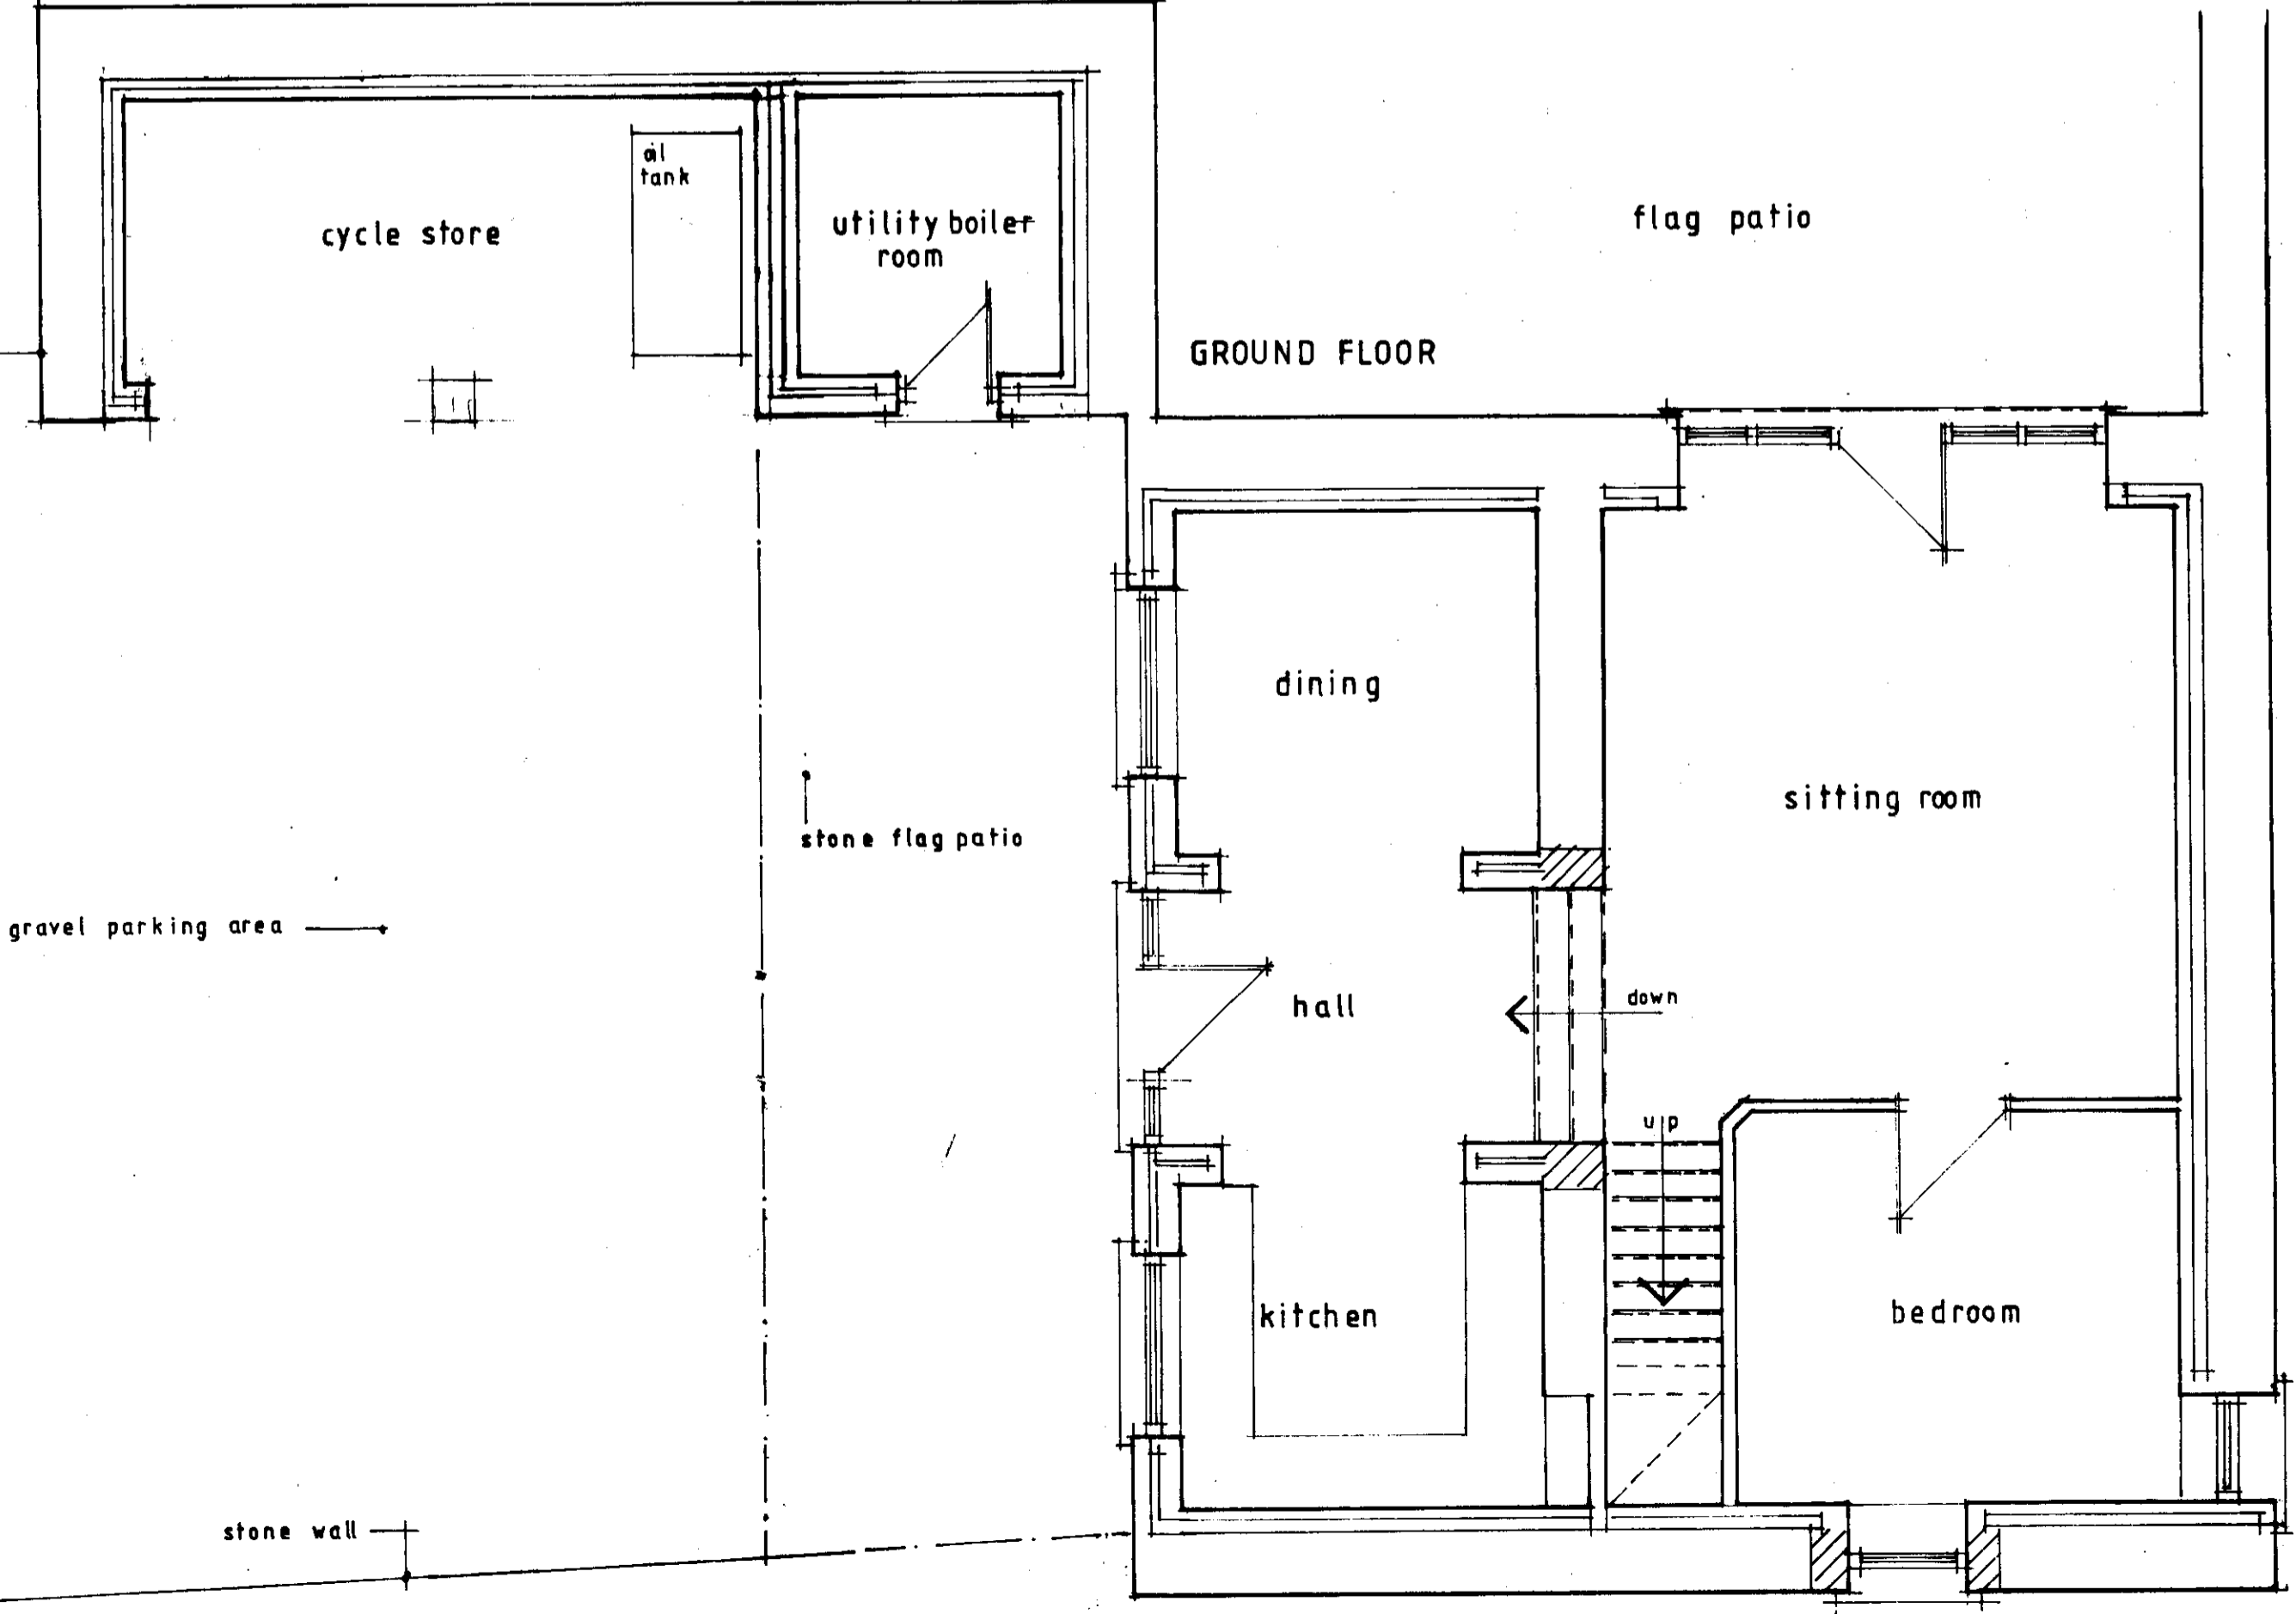 oil
tank
cycle store
utility boiler
room
flag patio
GROUND FLOOR
dining
sitting room
stone flag patio
gravel parking area
hall
down
up
kitchen
bedroom
stone wall